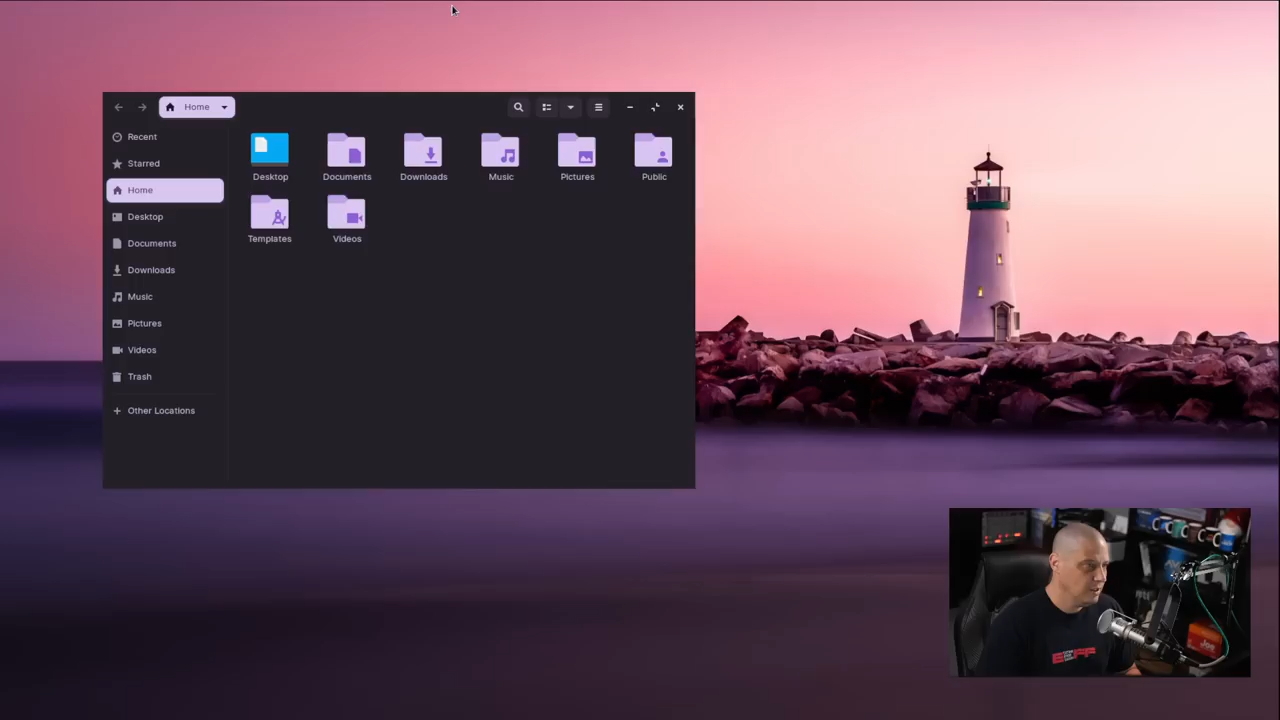 Home
Recent
Starred
Home
Desktop
Documents
Downloads
Music
Pictures
Videos
Trash
Other Locations
Desktop Documents Downloads Music Pictures Public
Templates Videos